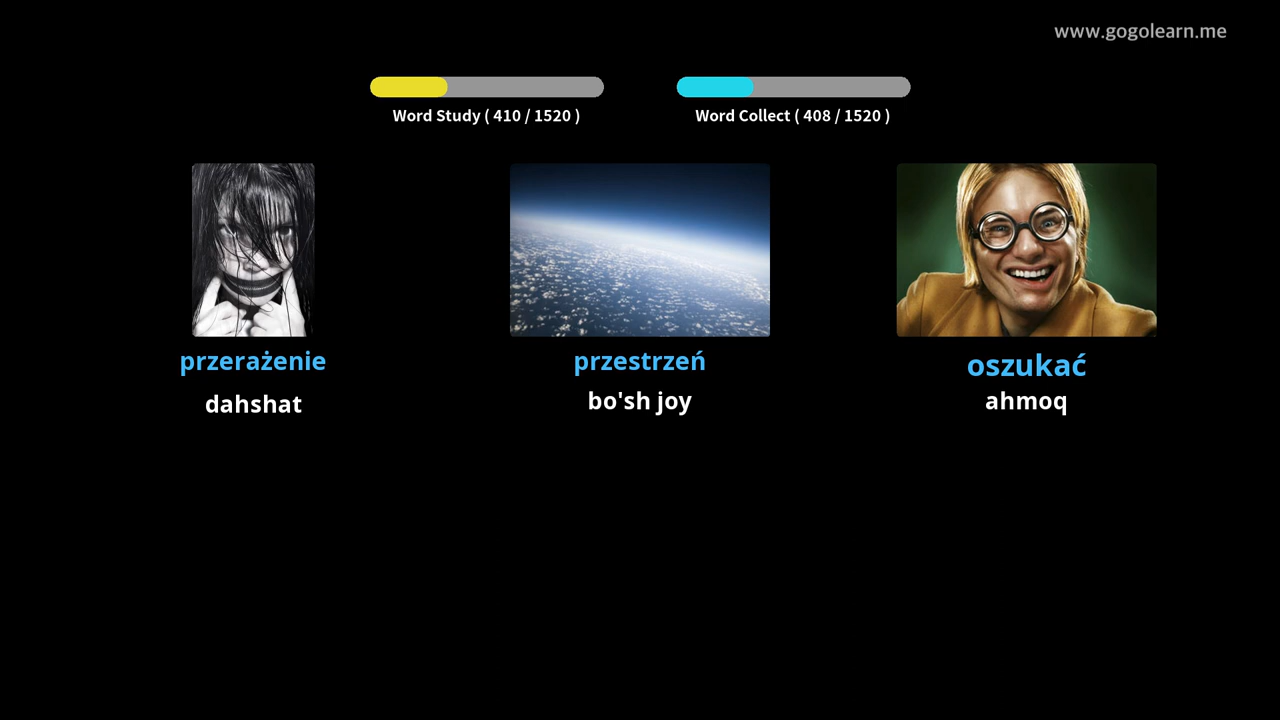 www.gogolearn.me
Word Study ( 410 / 1520 )
Word Collect ( 408 / 1520 )
przerażenie
przestrzeń
oszukać
dahshat
bo'sh joy
ahmoq